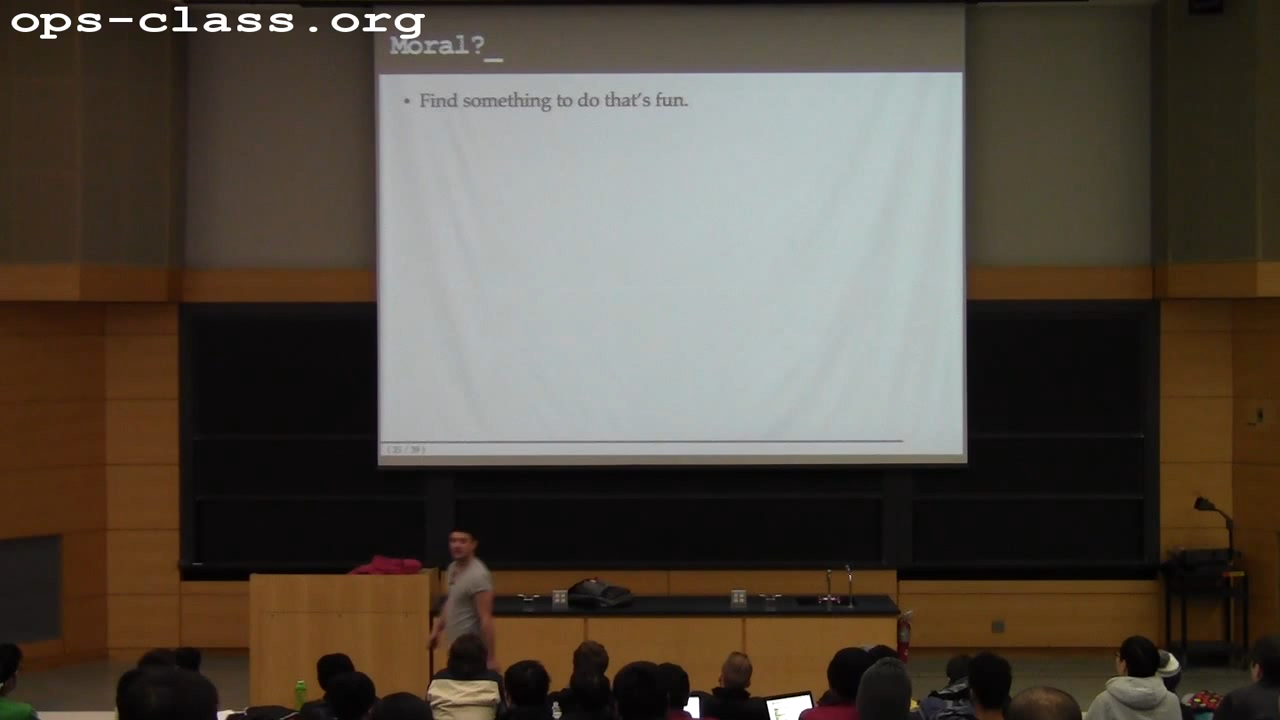 ops-class.org
Moral?_
• Find something to do that's fun.